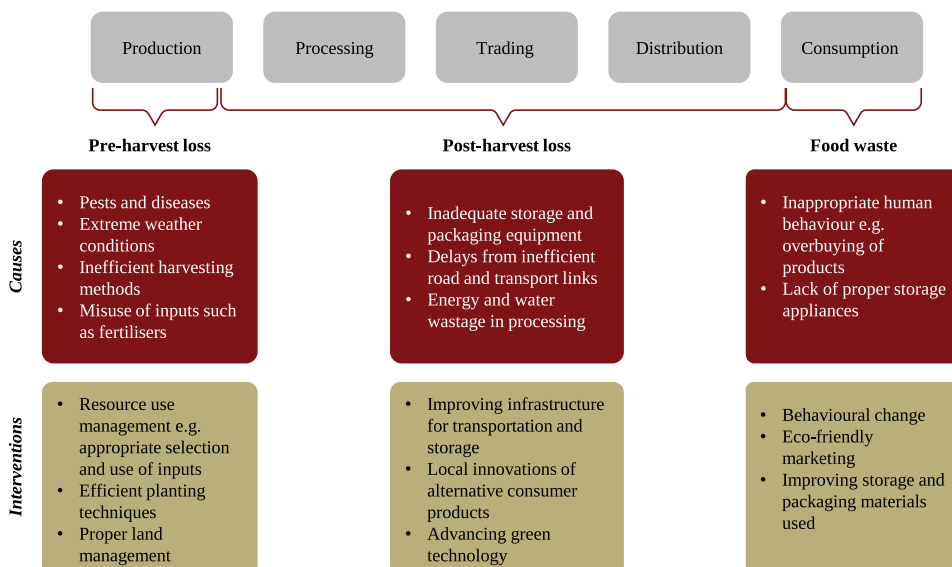 Production
Processing
Trading
Distribution
Consumption
Pre-harvest loss
Post-harvest loss
Food waste
Causes
• Pests and diseases
• Extreme weather
conditions
• Inefficient harvesting
methods
• Misuse of inputs such
as fertilisers
• Inadequate storage and
packaging equipment
• Delays from inefficient
road and transport links
• Energy and water
wastage in processing
• Inappropriate human
behaviour e.g.
overbuying of
products
• Lack of proper storage
appliances
Interventions
• Resource use
management e.g.
appropriate selection
and use of inputs
• Efficient planting
techniques
• Proper land
management
• Improving infrastructure
for transportation and
storage
• Local innovations of
alternative consumer
products
• Advancing green
technology
• Behavioural change
• Eco-friendly
marketing
• Improving storage and
packaging materials
used